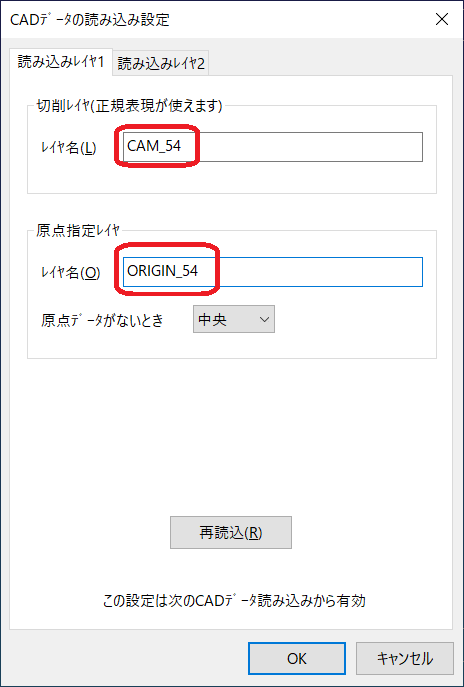 CADﾃﾞｰﾀの読み込み設定
読み込みﾚｲﾔ1
読み込みﾚｲﾔ2
切削ﾚｲﾔ(正規表現が使えます)
ﾚｲﾔ名(L)
CAM_54
原点指定ﾚｲﾔ
ﾚｲﾔ名(O)
ORIGIN_54
原点ﾃﾞｰﾀがないとき
中央
再読込(R)
この設定は次のCADﾃﾞｰﾀ読み込みから有効
OK
キャンセル